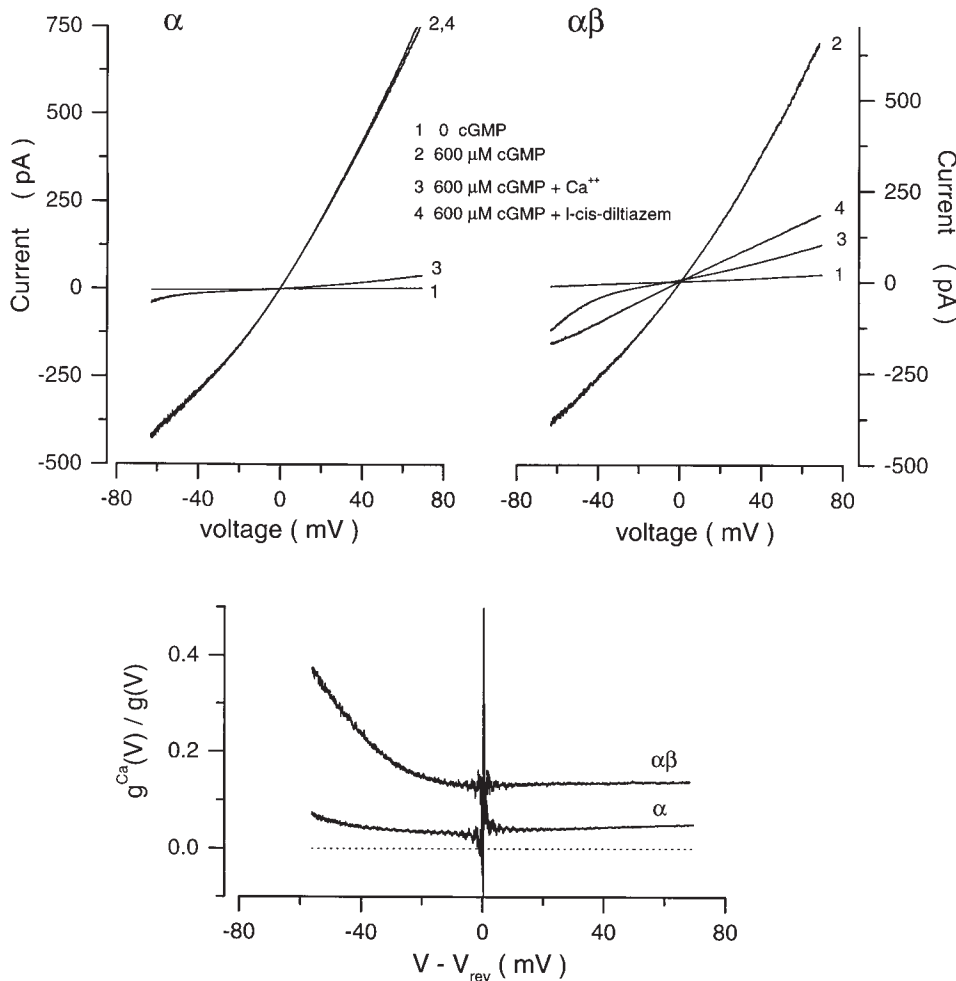 α
αβ
750
500
250
0
-250
-500
Current ( pA )
2,4
3
1
1 0 cGMP
2 600 μM cGMP
3 600 μM cGMP + Ca++
4 600 μM cGMP + l-cis-diltiazem
2
4
3
1
500
250
0
-250
-500
Current ( pA )
-80 -40 0 40 80
voltage ( mV )
-80 -40 0 40 80
voltage ( mV )
0.4
0.2
0.0
gCa(V) / g(V)
αβ
α
-80 -40 0 40 80
V - Vrev ( mV )